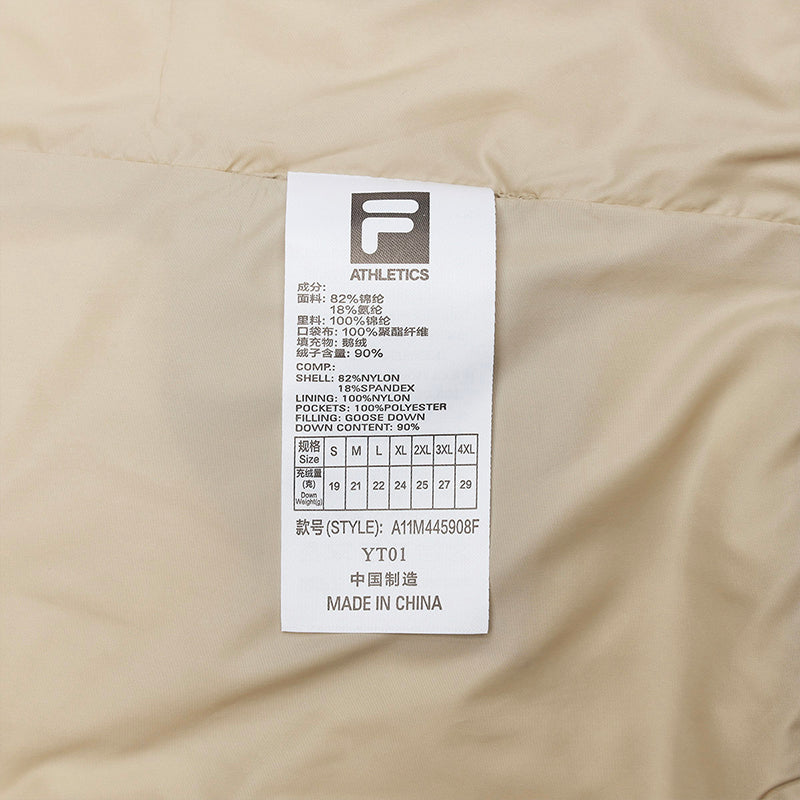 F
ATHLETICS
成分:
面料: 82%锦纶
18%氨纶
里料: 100%锦纶
口袋布: 100%聚酯纤维
填充物: 鹅绒
绒子含量: 90%
COMP.:
SHELL: 82%NYLON
18%SPANDEX
LINING: 100%NYLON
POCKETS: 100%POLYESTER
FILLING: GOOSE DOWN
DOWN CONTENT: 90%
规格 Size S M L XL 2XL 3XL 4XL
充绒量 (克) Down Weight(g) 19 21 22 24 25 27 29
款号(STYLE): A11M445908F
YT01
中国制造
MADE IN CHINA